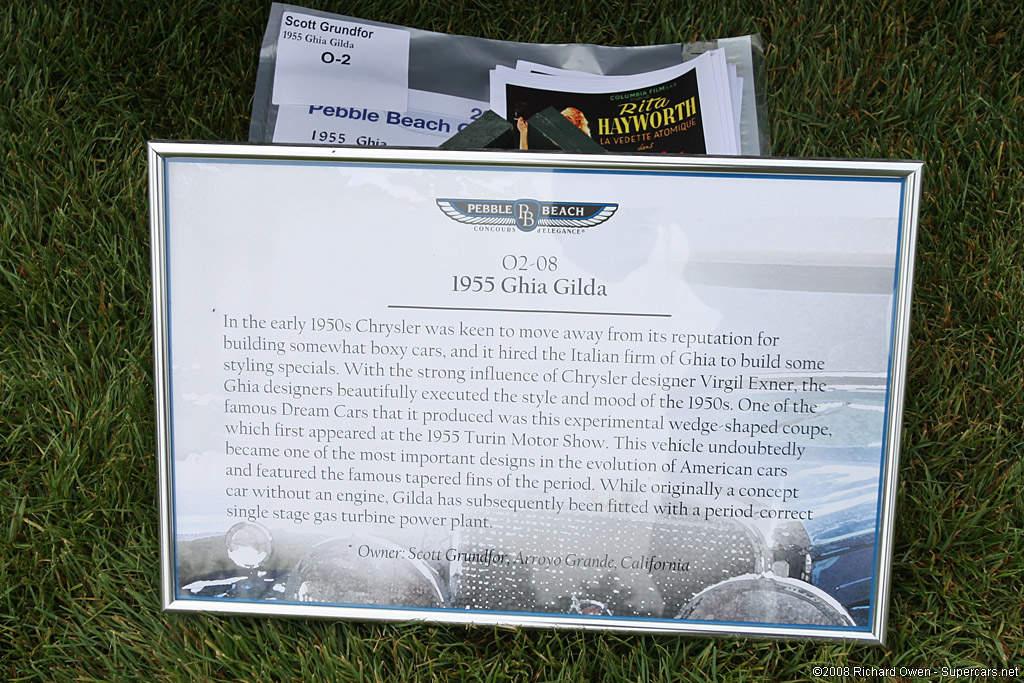 Scott Grundfor
1955 Ghia Gilda
O-2
Pebble Beach C
1955 Ghia
COLUMBIA FILM
Rita
HAYWORTH
LA VEDETTE ATOMIQUE
dans
PEBBLE PB BEACH
CONCOURS d'ELEGANCE®
O2-08
1955 Ghia Gilda
In the early 1950s Chrysler was keen to move away from its reputation for
building somewhat boxy cars, and it hired the Italian firm of Ghia to build some
styling specials. With the strong influence of Chrysler designer Virgil Exner, the
Ghia designers beautifully executed the style and mood of the 1950s. One of the
famous Dream Cars that it produced was this experimental wedge-shaped coupe,
which first appeared at the 1955 Turin Motor Show. This vehicle undoubtedly
became one of the most important designs in the evolution of American cars
and featured the famous tapered fins of the period. While originally a concept
car without an engine, Gilda has subsequently been fitted with a period-correct
single stage gas turbine power plant.
Owner: Scott Grundfor, Arroyo Grande, California
©2008 Richard Owen - Supercars.net